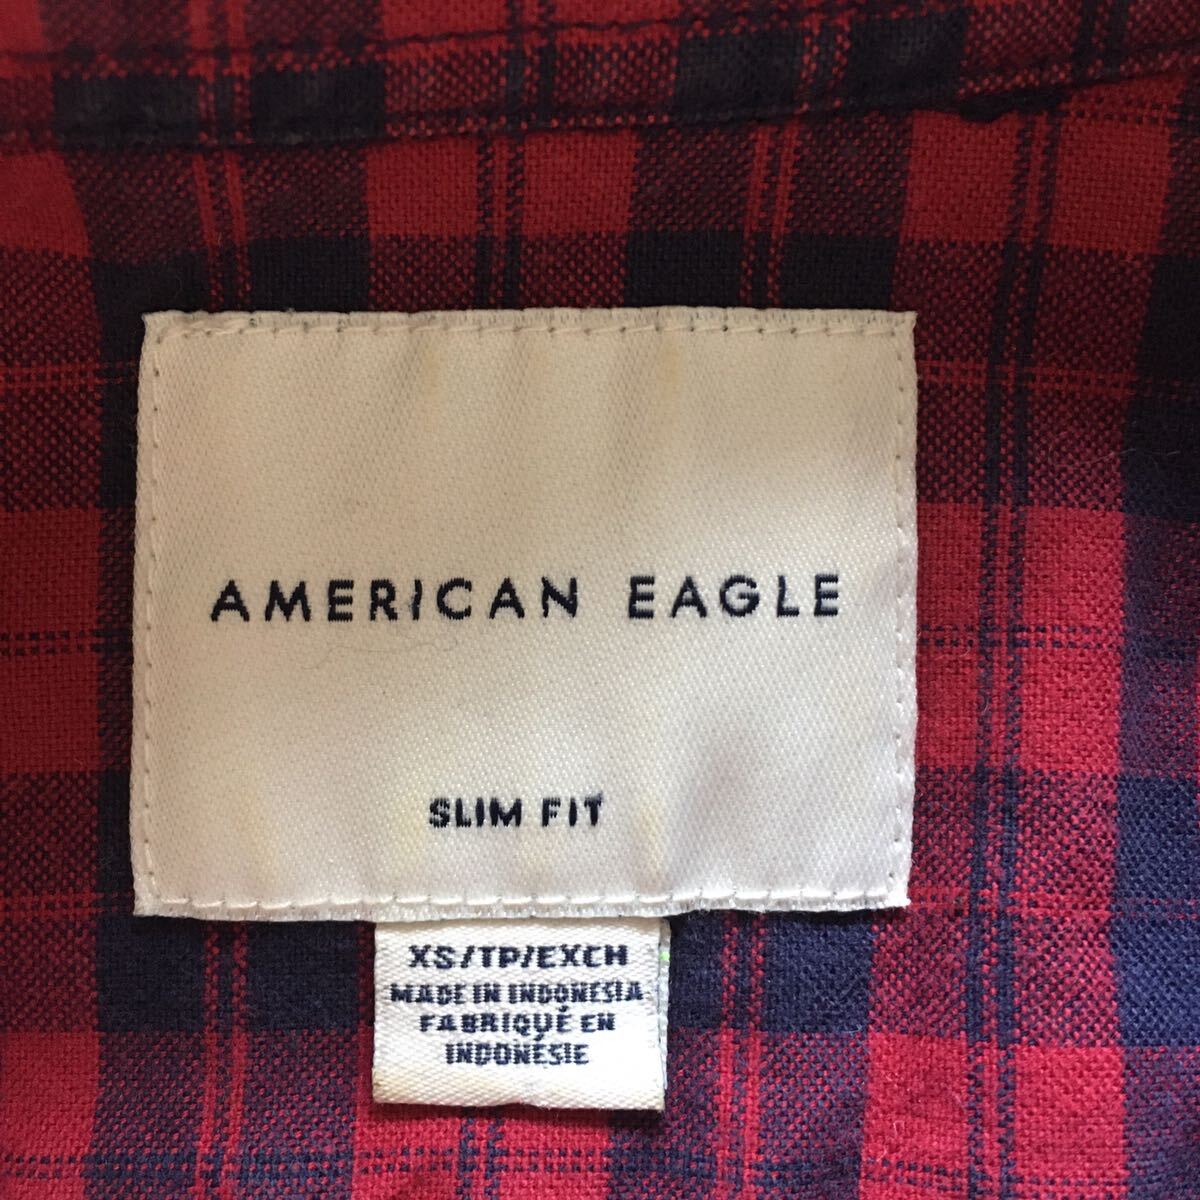 AMERICAN EAGLE
SLIM FIT
XS/TP/EXCH
MADE IN INDONESIA
FABRIQUÉ EN
INDONÉSIE